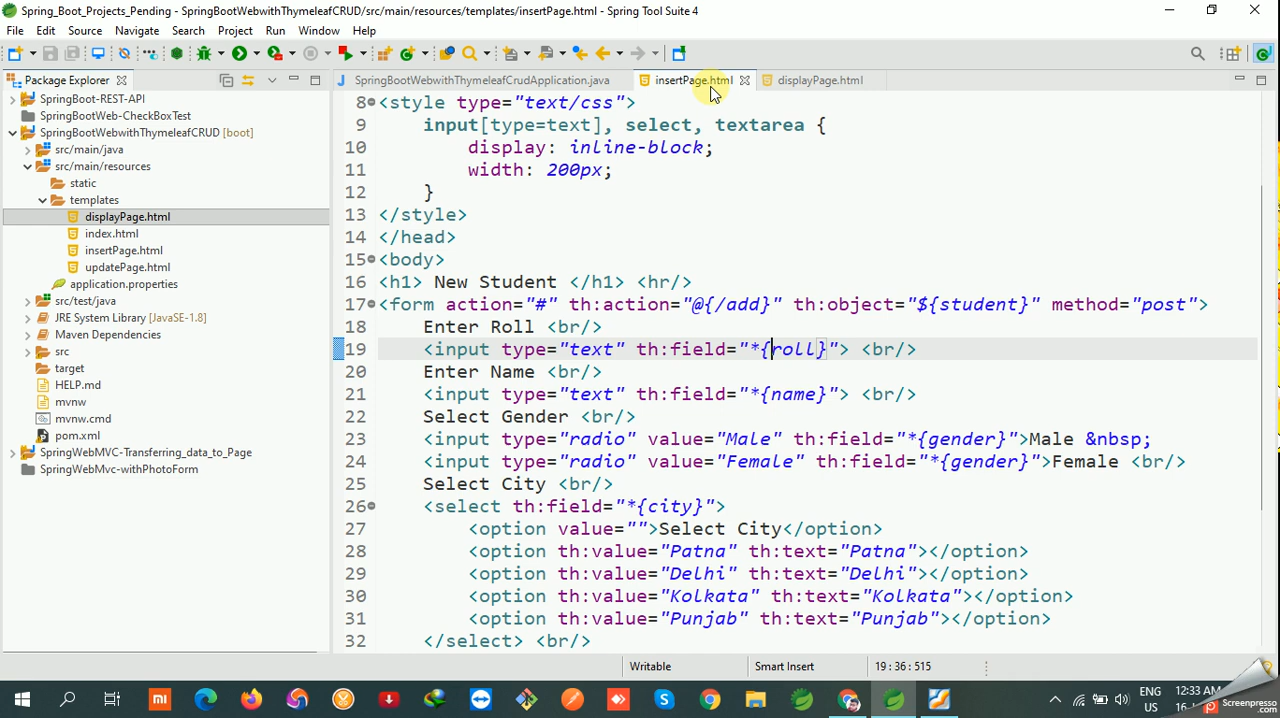 Spring_Boot_Projects_Pending - SpringBootWebwithThymeleafCRUD/src/main/resources/templates/insertPage.html - Spring Tool Suite 4
File Edit Source Navigate Search Project Run Window Help
Package Explorer
SpringBootWebwithThymeleafCrudApplication.java insertPage.html displayPage.html
SpringBoot-REST-API
SpringBootWeb-CheckBoxTest
SpringBootWebwithThymeleafCRUD [boot]
src/main/java
src/main/resources
static
templates
displayPage.html
index.html
insertPage.html
updatePage.html
application.properties
src/test/java
JRE System Library [JavaSE-1.8]
Maven Dependencies
src
target
HELP.md
mvnw
mvnw.cmd
pom.xml
SpringWebMVC-Transferring_data_to_Page
SpringWebMvc-withPhotoForm
8 <style type="text/css">
9 input[type=text], select, textarea {
10 display: inline-block;
11 width: 200px;
12 }
13 </style>
14 </head>
15 <body>
16 <h1> New Student </h1> <hr/>
17 <form action="#" th:action="@{/add}" th:object="${student}" method="post">
18 Enter Roll <br/>
19 <input type="text" th:field="*{roll}"> <br/>
20 Enter Name <br/>
21 <input type="text" th:field="*{name}"> <br/>
22 Select Gender <br/>
23 <input type="radio" value="Male" th:field="*{gender}">Male &nbsp;
24 <input type="radio" value="Female" th:field="*{gender}">Female <br/>
25 Select City <br/>
26 <select th:field="*{city}">
27 <option value="">Select City</option>
28 <option th:value="Patna" th:text="Patna"></option>
29 <option th:value="Delhi" th:text="Delhi"></option>
30 <option th:value="Kolkata" th:text="Kolkata"></option>
31 <option th:value="Punjab" th:text="Punjab"></option>
32 </select> <br/>
Writable Smart Insert 19 : 36 : 515
ENG 12:33 AM
US
Screenpresso
.com